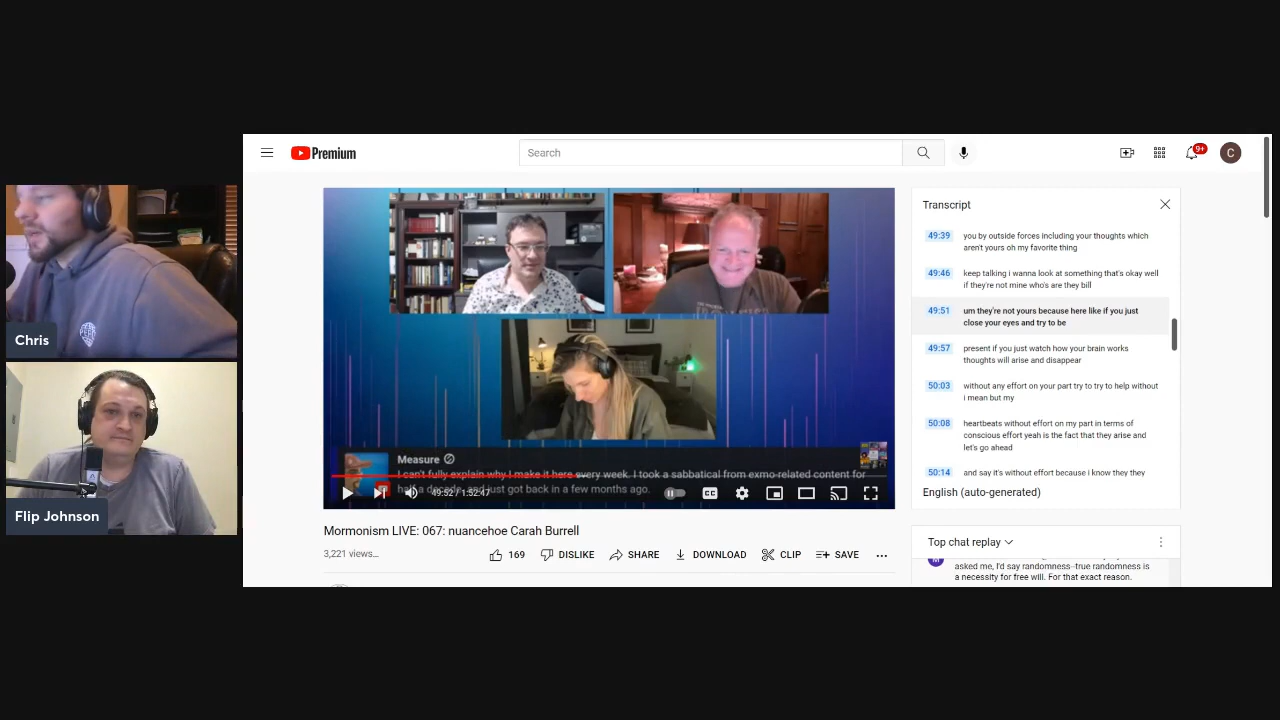 Chris
Flip Johnson
Premium
Search
9+
C
Measure
I can't fully explain why I make it here every week. I took a sabbatical from exmo-related content for
half a decade, and just got back in a few months ago.
49:52 / 1:52:47
CC
Mormonism LIVE: 067: nuancehoe Carah Burrell
3,221 views...
169
DISLIKE
SHARE
DOWNLOAD
CLIP
SAVE
Transcript
49:39
you by outside forces including your thoughts which
aren't yours oh my favorite thing
49:46
keep talking i wanna look at something that's okay well
if they're not mine who's are they bill
49:51
um they're not yours because here like if you just
close your eyes and try to be
49:57
present if you just watch how your brain works
thoughts will arise and disappear
50:03
without any effort on your part try to try to help without
i mean but my
50:08
heartbeats without effort on my part in terms of
conscious effort yeah is the fact that they arise and
let's go ahead
50:14
and say it's without effort because i know they they
English (auto-generated)
Top chat replay
asked me, I'd say randomness--true randomness is
a necessity for free will. For that exact reason.